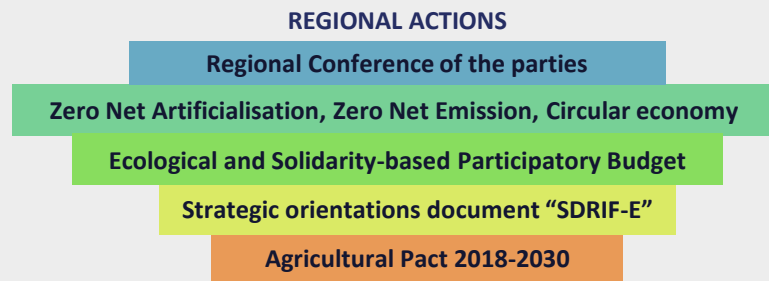 REGIONAL ACTIONS
Regional Conference of the parties
Zero Net Artificialisation, Zero Net Emission, Circular economy
Ecological and Solidarity-based Participatory Budget
Strategic orientations document “SDRIF-E”
Agricultural Pact 2018-2030